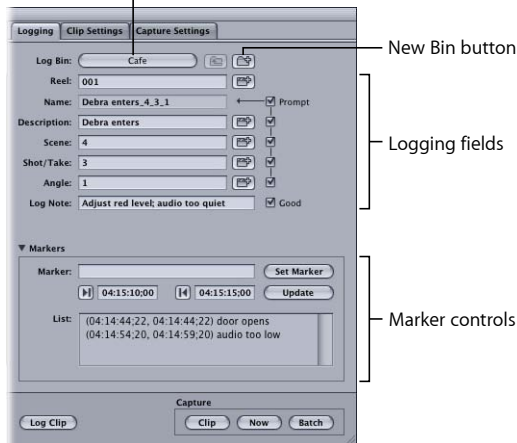 Logging Clip Settings Capture Settings
Log Bin: Cafe
New Bin button
Reel: 001
Name: Debra enters_4_3_1 Prompt
Description: Debra enters
Logging fields
Scene: 4
Shot/Take: 3
Angle: 1
Log Note: Adjust red level; audio too quiet Good
Markers
Marker: Set Marker
04:15:10;00 04:15:15;00 Update
Marker controls
List: (04:14:44;22, 04:14:44;22) door opens
(04:14:54;20, 04:14:59;20) audio too low
Capture
Log Clip Clip Now Batch